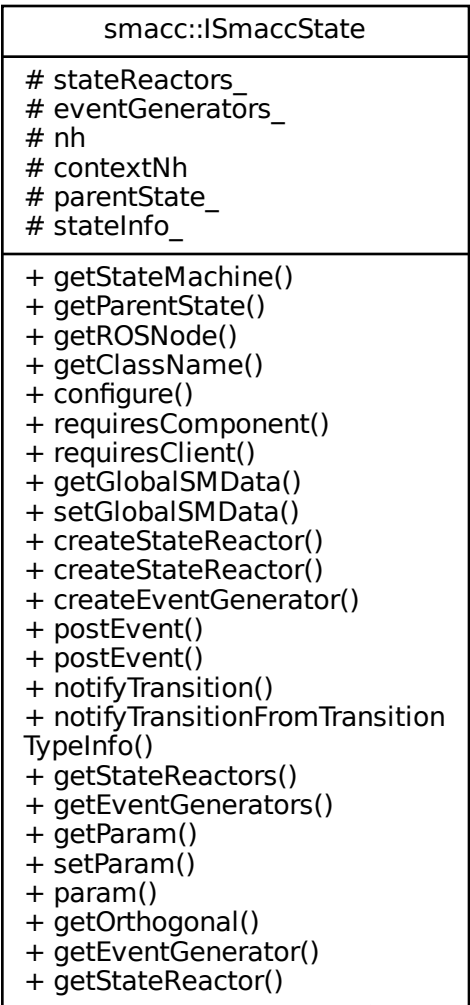 smacc::ISmaccState
# stateReactors_
# eventGenerators_
# nh
# contextNh
# parentState_
# stateInfo_
+ getStateMachine()
+ getParentState()
+ getROSNode()
+ getClassName()
+ configure()
+ requiresComponent()
+ requiresClient()
+ getGlobalSMData()
+ setGlobalSMData()
+ createStateReactor()
+ createStateReactor()
+ createEventGenerator()
+ postEvent()
+ postEvent()
+ notifyTransition()
+ notifyTransitionFromTransition
TypeInfo()
+ getStateReactors()
+ getEventGenerators()
+ getParam()
+ setParam()
+ param()
+ getOrthogonal()
+ getEventGenerator()
+ getStateReactor()